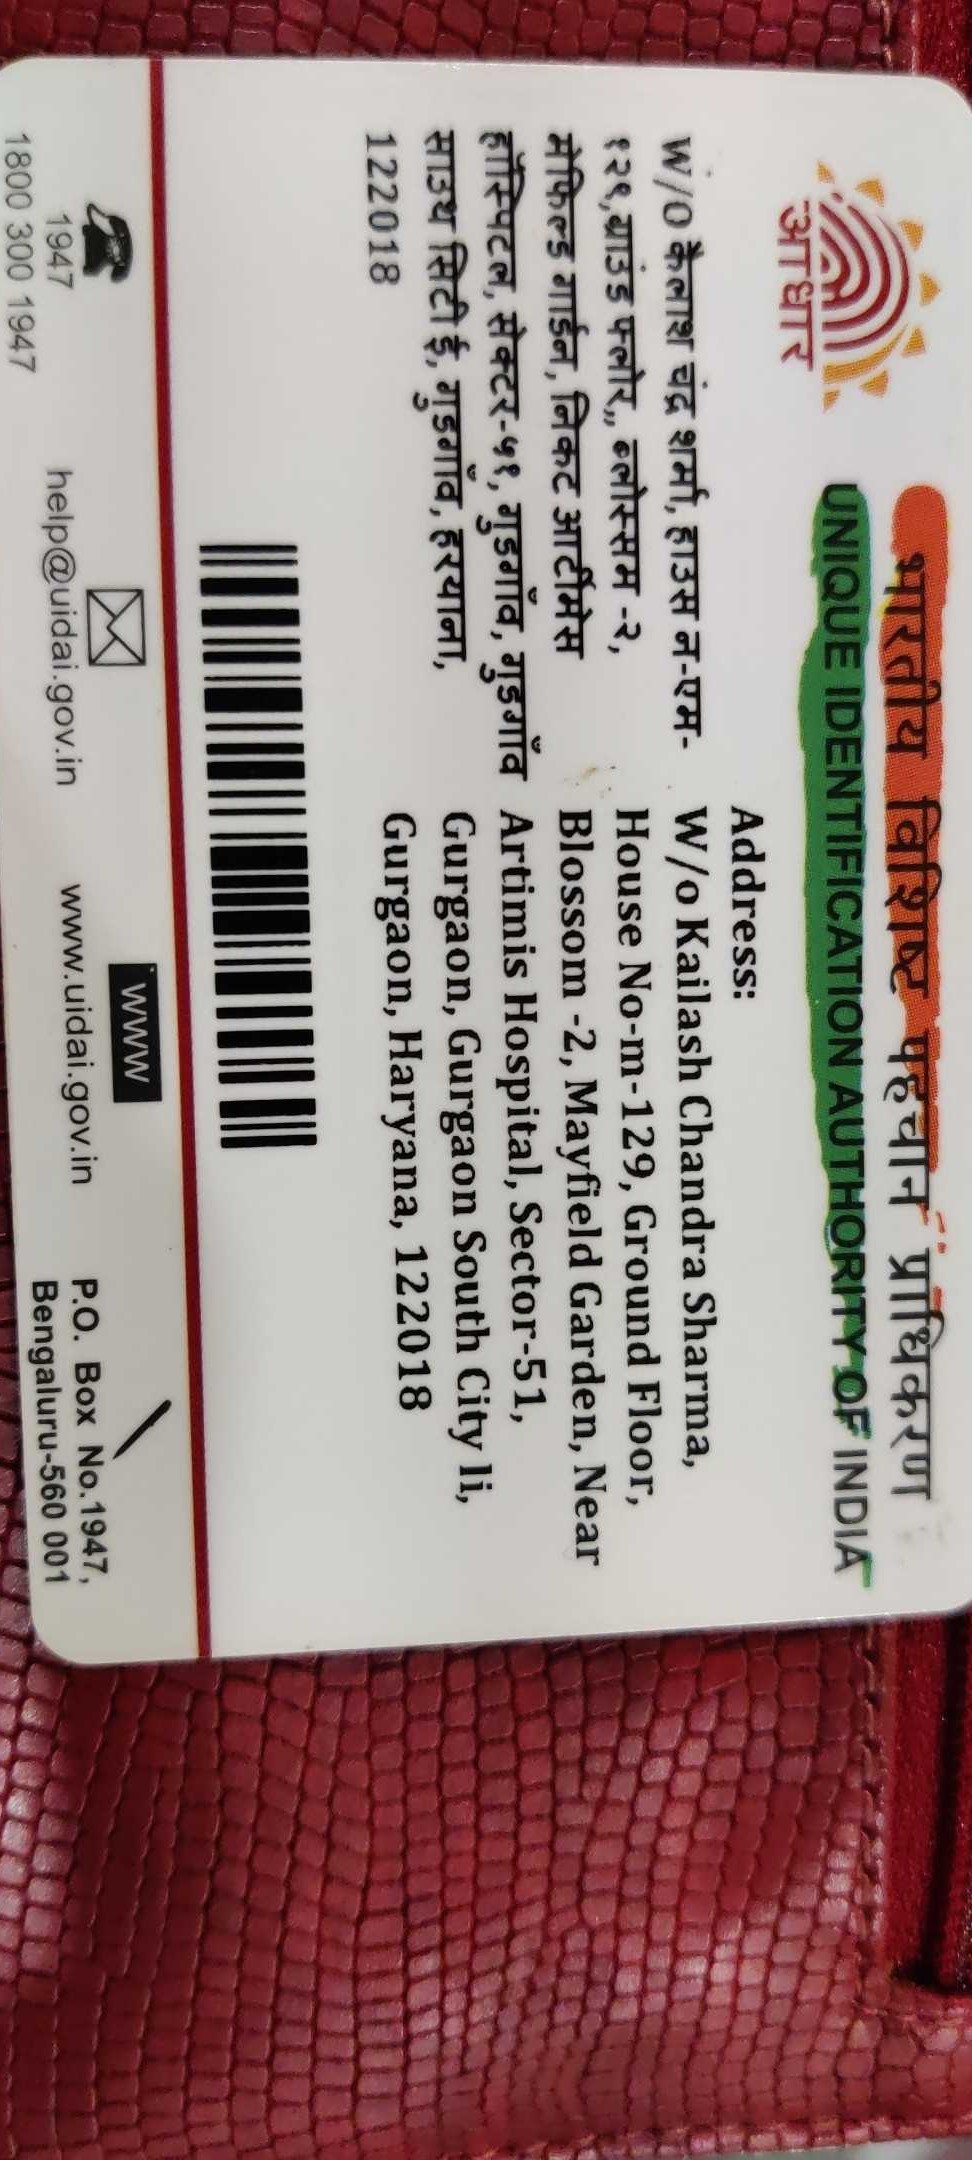 आधार
भारतीय विशिष्ट पहचान प्राधिकरण
UNIQUE IDENTIFICATION AUTHORITY OF INDIA
W/O कैलाश चंद्र शर्मा, हाउस न-एम-
१२९,ग्राउंड फ्लोर,, ब्लोस्सम -२,
मेफिल्ड गार्डन, निकट आर्टीमेस
हॉस्पिटल, सेक्टर-५१, गुडगाँव, गुडगाँव
साउथ सिटी ई, गुडगाँव, हरयाना,
122018
Address:
W/o Kailash Chandra Sharma,
House No-m-129, Ground Floor,
Blossom -2, Mayfield Garden, Near
Artimis Hospital, Sector-51,
Gurgaon, Gurgaon South City Ii,
Gurgaon, Haryana, 122018
1947
1800 300 1947
help@uidai.gov.in
WWW
www.uidai.gov.in
P.O. Box No.1947,
Bengaluru-560 001